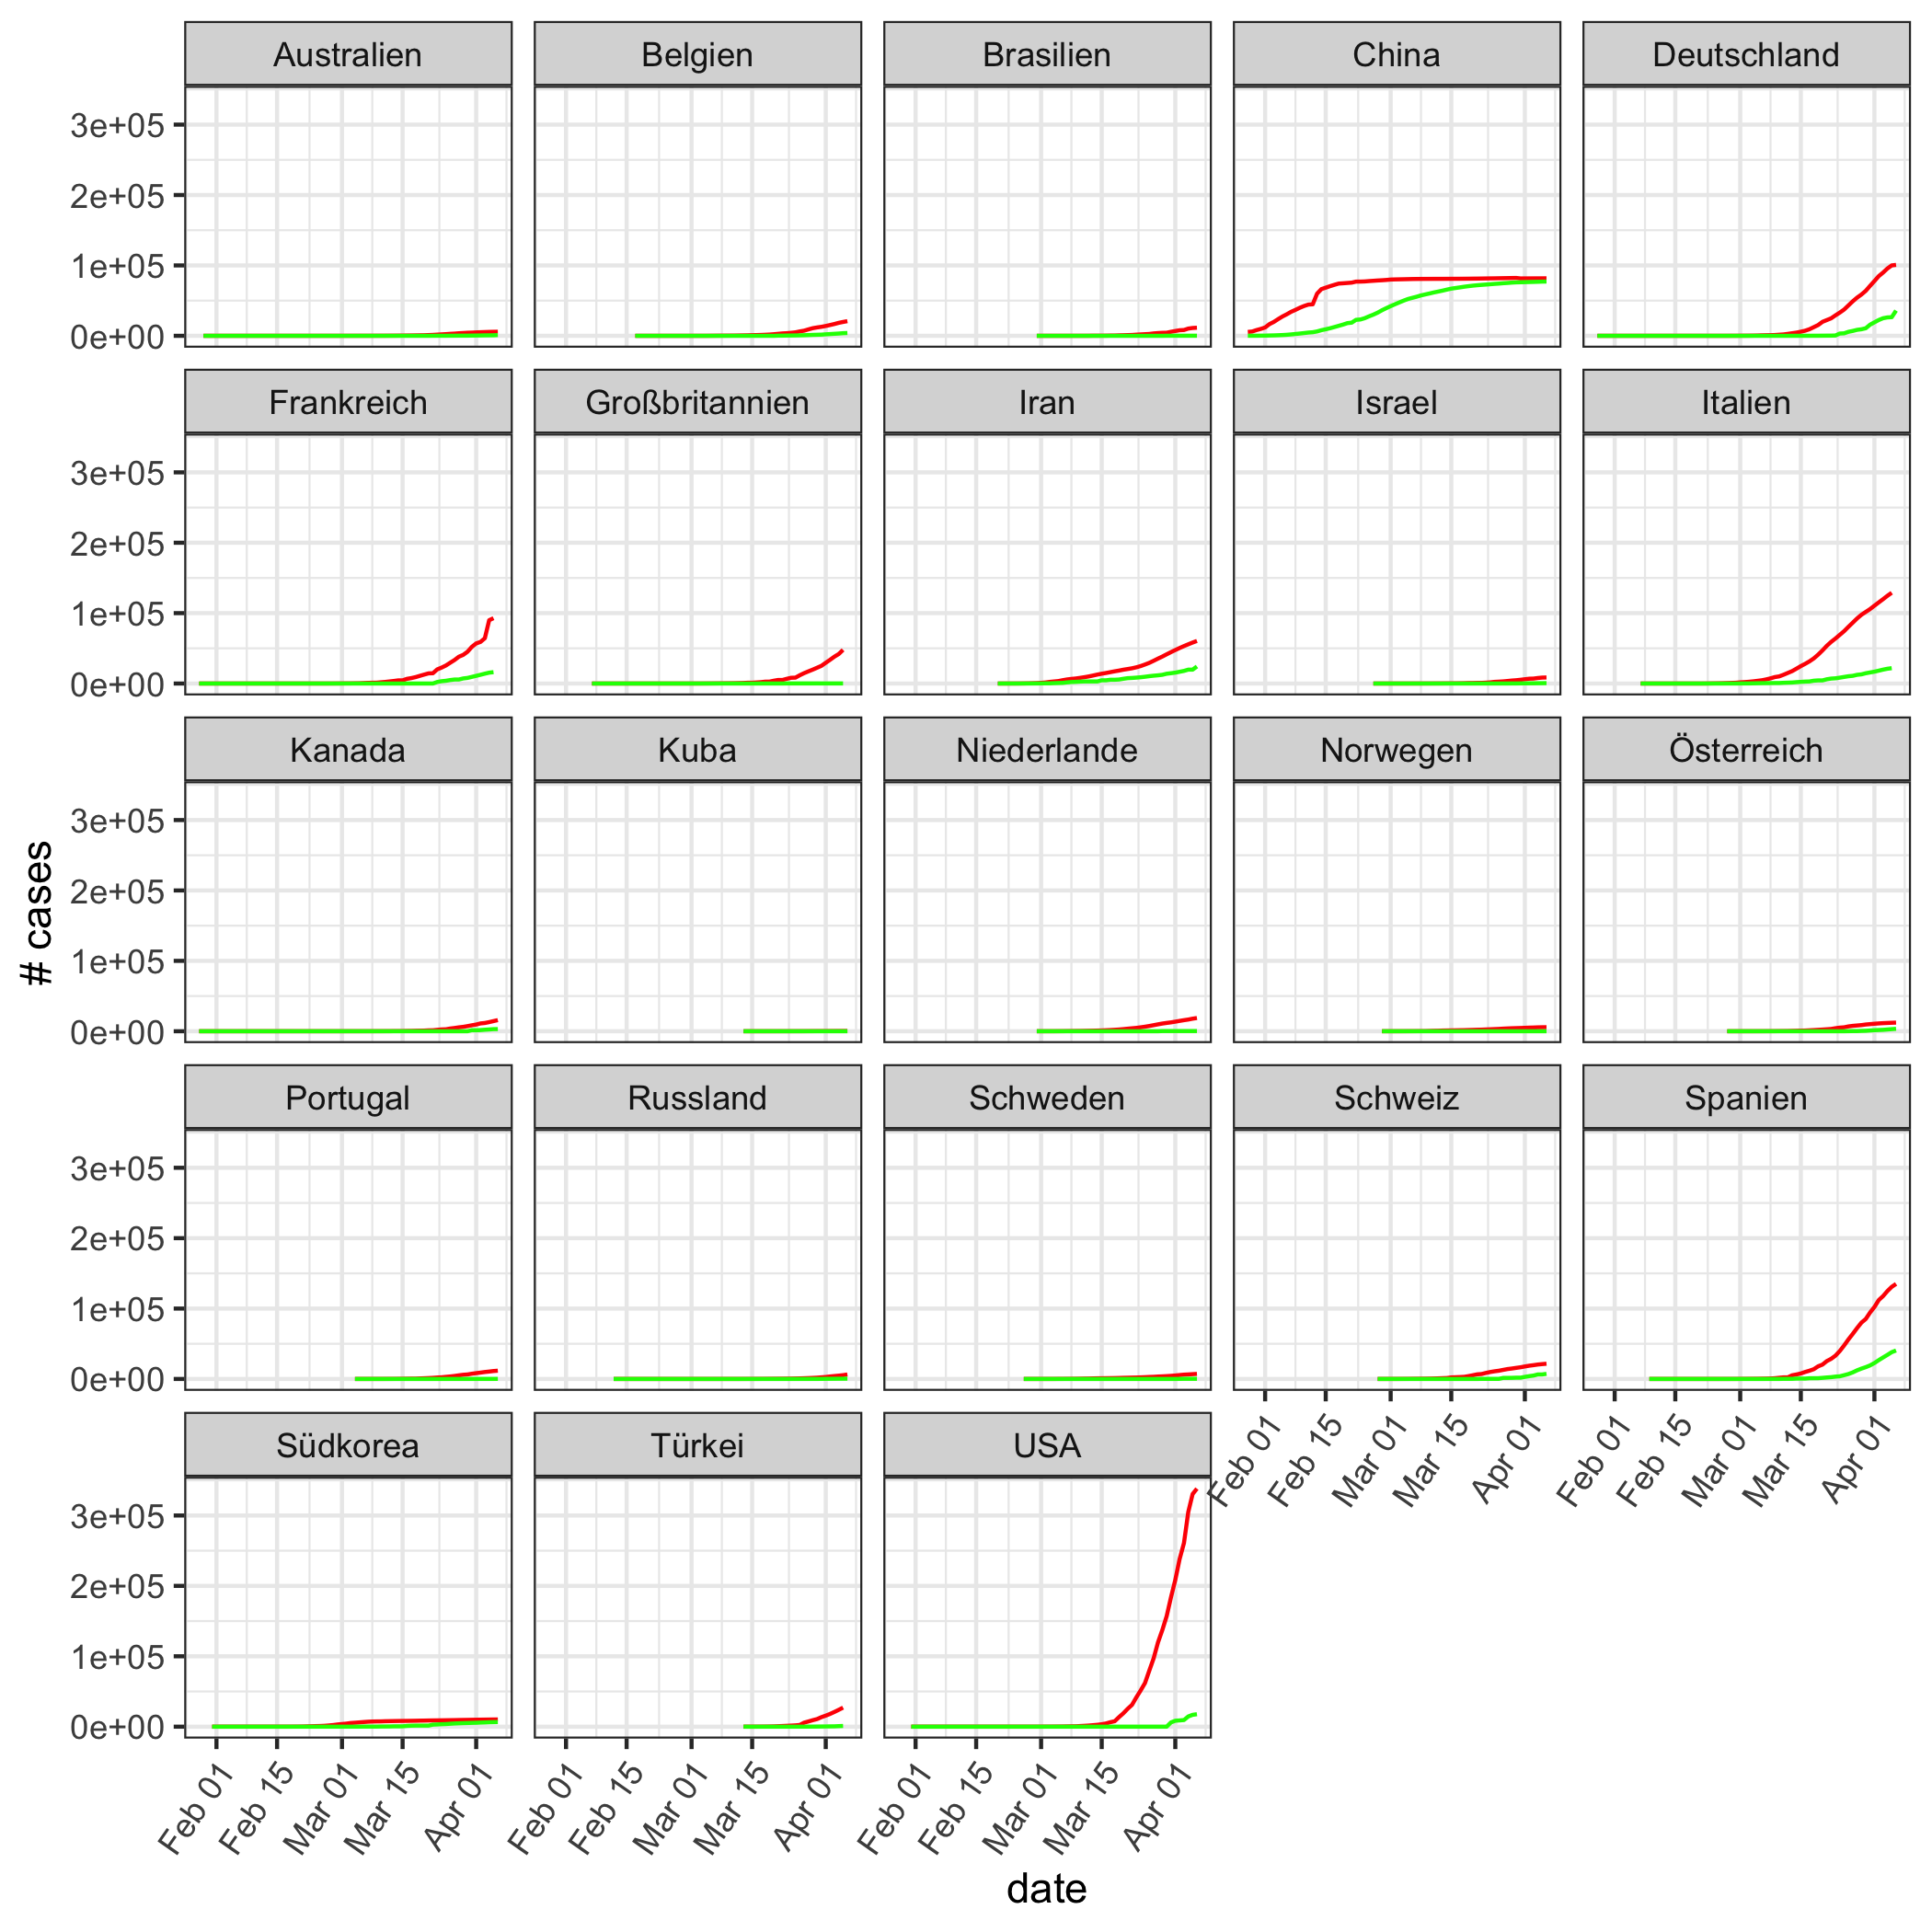 Australien
Belgien
Brasilien
China
Deutschland
3e+05
2e+05
1e+05
0e+00
Frankreich
Großbritannien
Iran
Israel
Italien
3e+05
2e+05
1e+05
0e+00
Kanada
Kuba
Niederlande
Norwegen
Österreich
3e+05
2e+05
1e+05
0e+00
# cases
Portugal
Russland
Schweden
Schweiz
Spanien
3e+05
2e+05
1e+05
0e+00
Feb 01
Feb 15
Mar 01
Mar 15
Apr 01
Feb 01
Feb 15
Mar 01
Mar 15
Apr 01
Südkorea
Türkei
USA
3e+05
2e+05
1e+05
0e+00
Feb 01
Feb 15
Mar 01
Mar 15
Apr 01
Feb 01
Feb 15
Mar 01
Mar 15
Apr 01
Feb 01
Feb 15
Mar 01
Mar 15
Apr 01
date